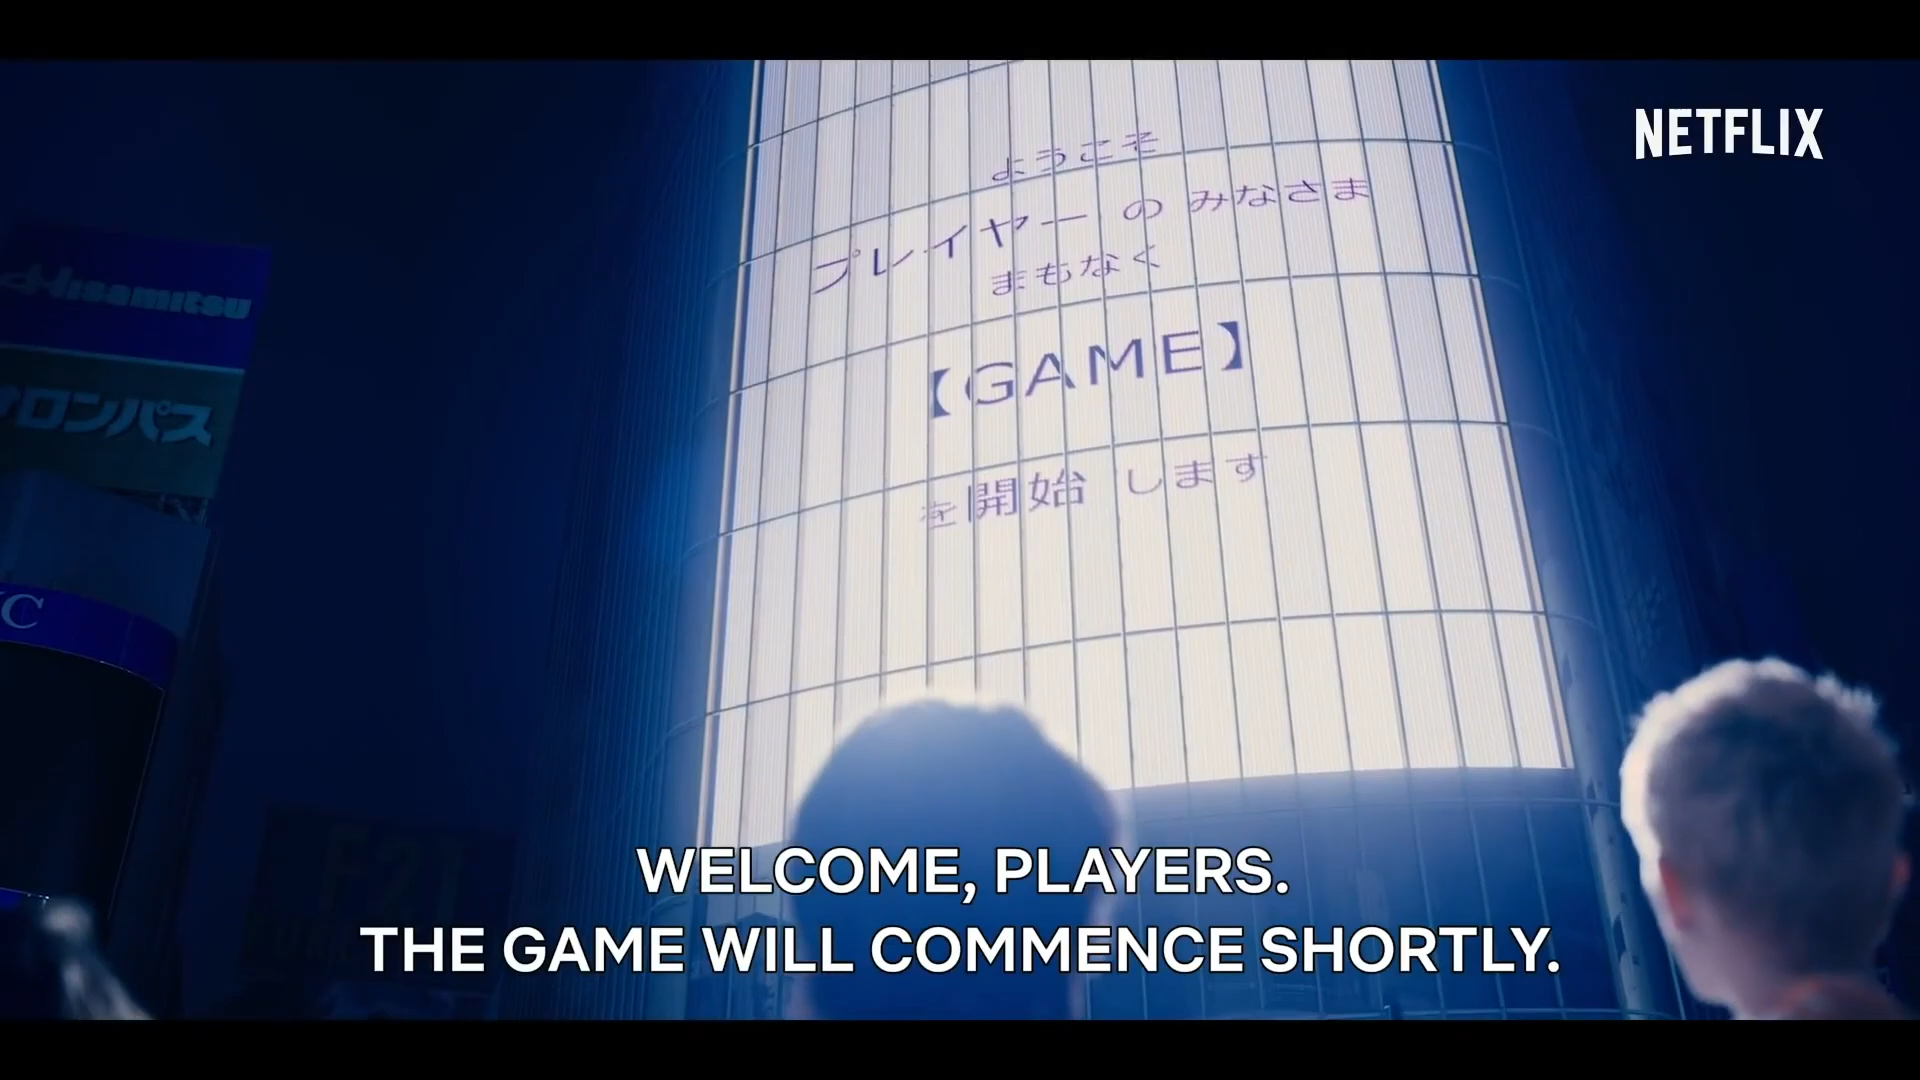 NETFLIX
ようこそ
プレイヤー の みなさま
まもなく
【GAME】
を開始 します
Hisamitsu
ロンパス
C
WELCOME, PLAYERS.
THE GAME WILL COMMENCE SHORTLY.